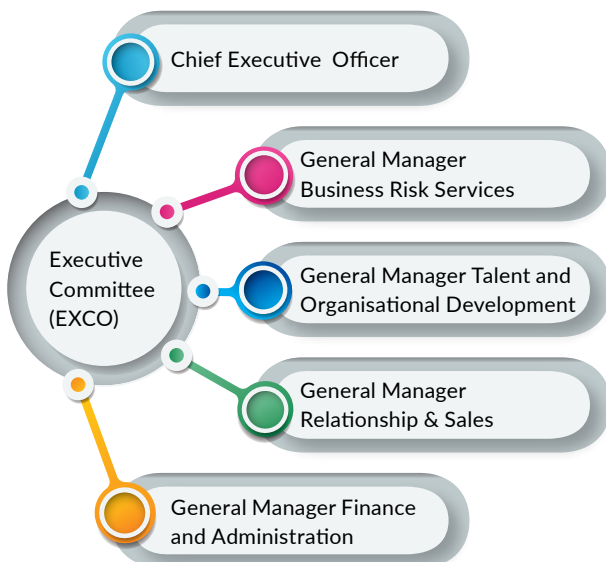 Chief Executive Officer
General Manager
Business Risk Services
Executive
Committee
(EXCO)
General Manager Talent and
Organisational Development
General Manager
Relationship & Sales
General Manager Finance
and Administration